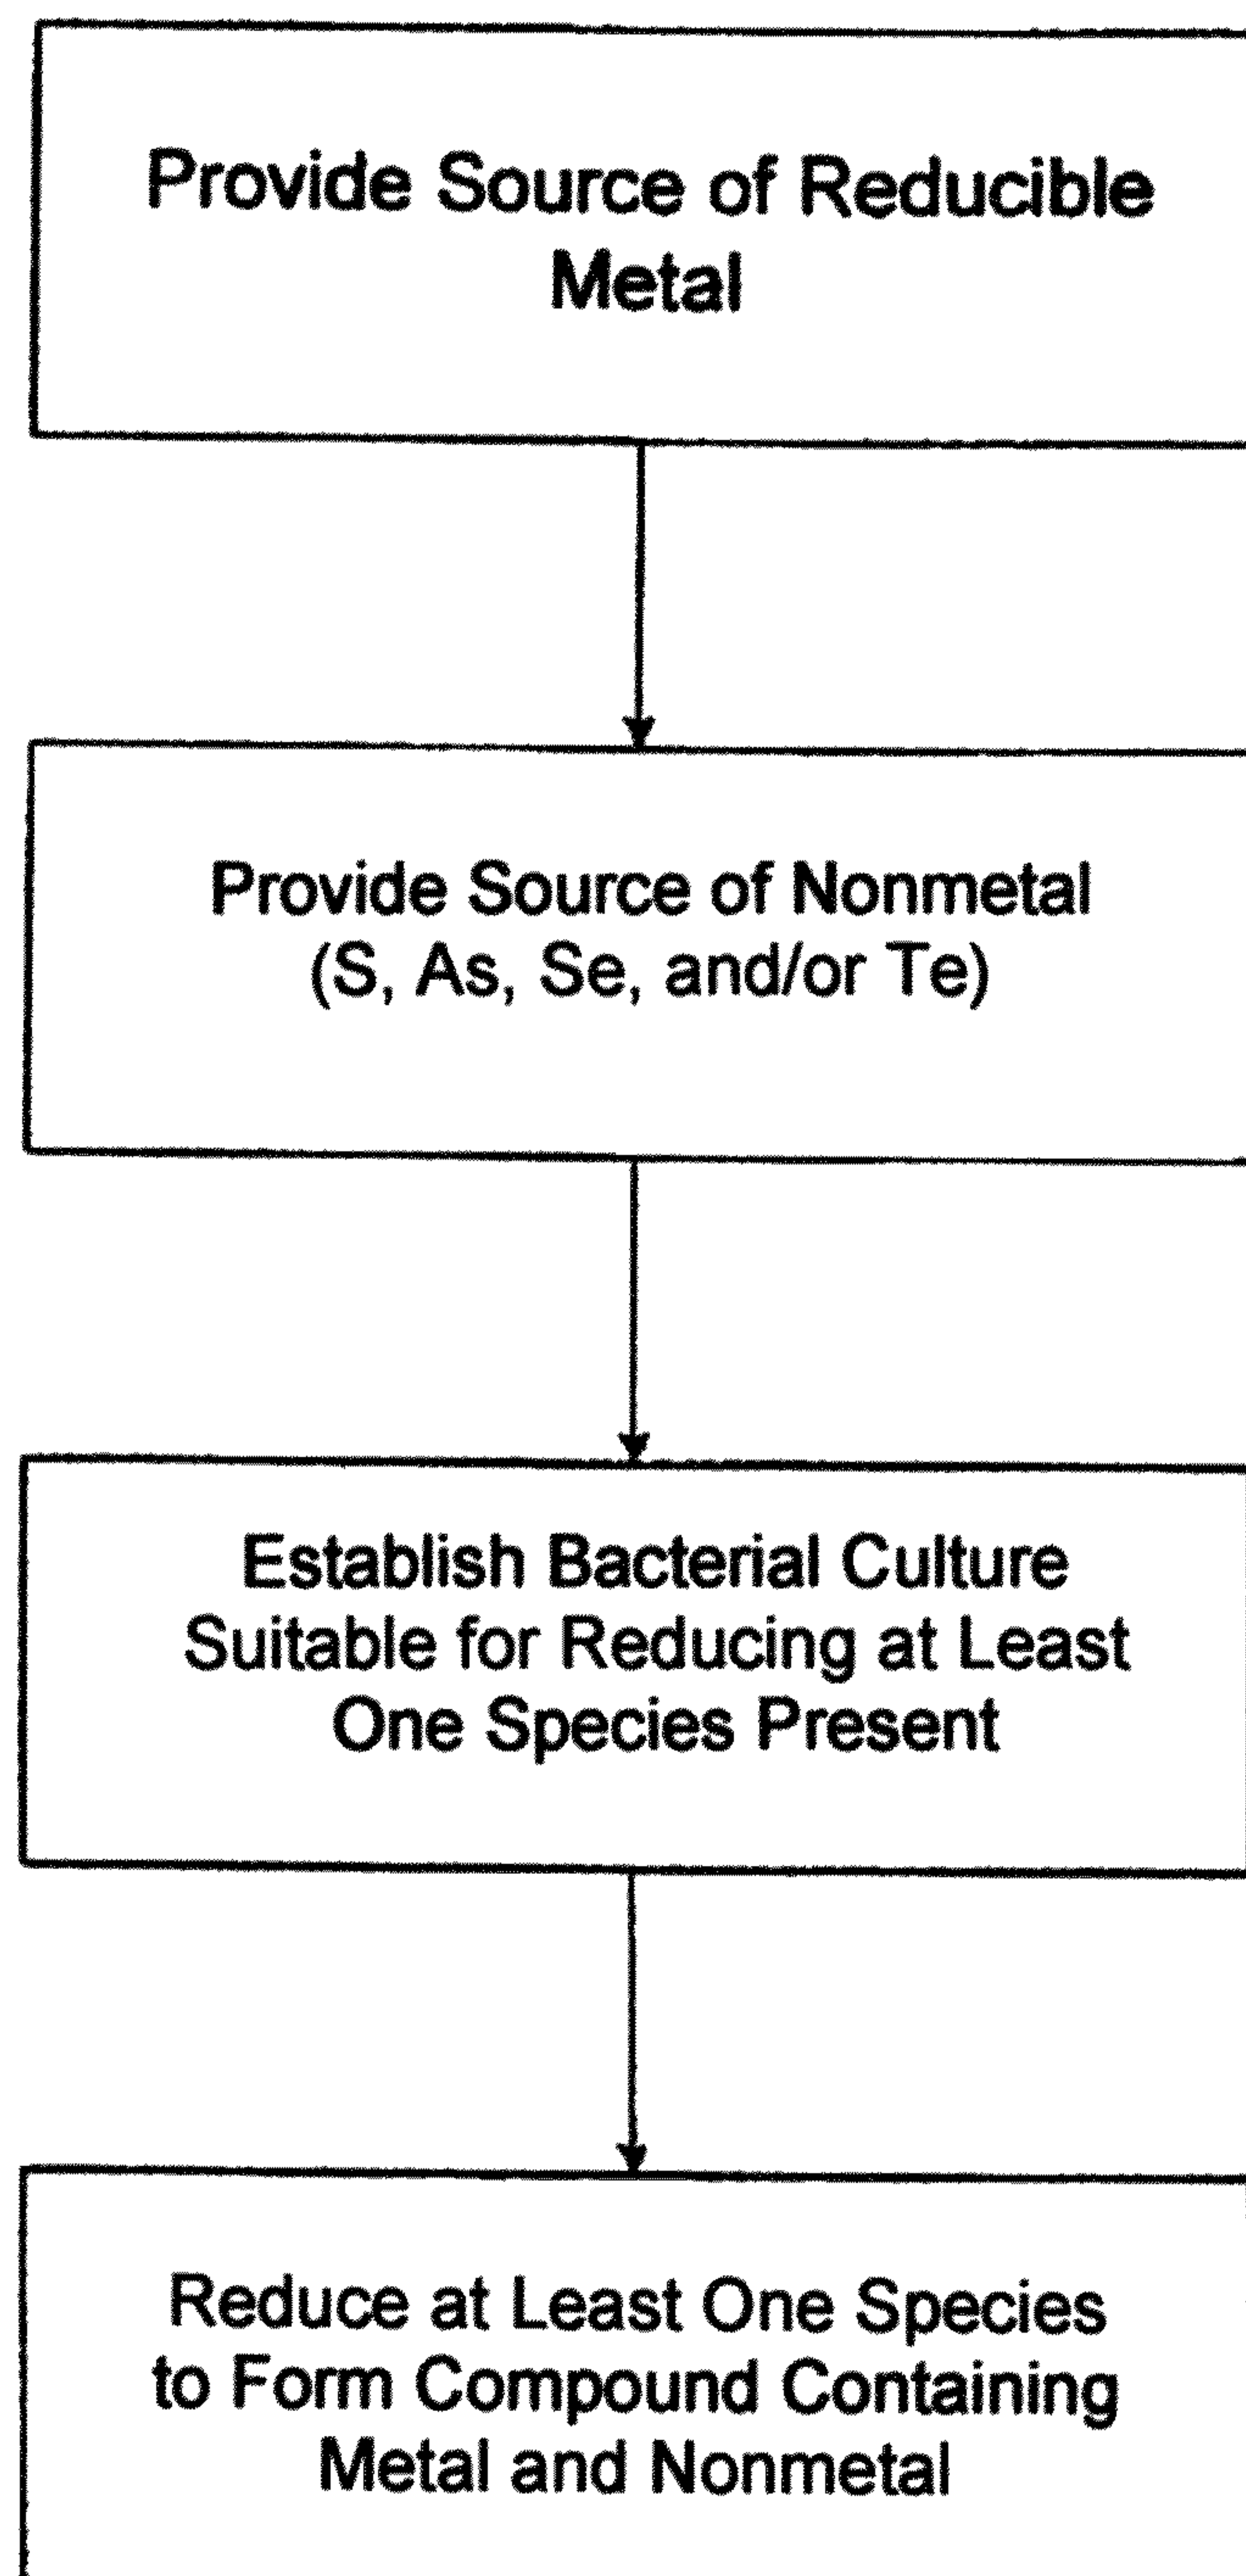 Provide Source of Reducible
Metal
Provide Source of Nonmetal
(S, As, Se, and/or Te)
Establish Bacterial Culture
Suitable for Reducing at Least
One Species Present
Reduce at Least One Species
to Form Compound Containing
Metal and Nonmetal